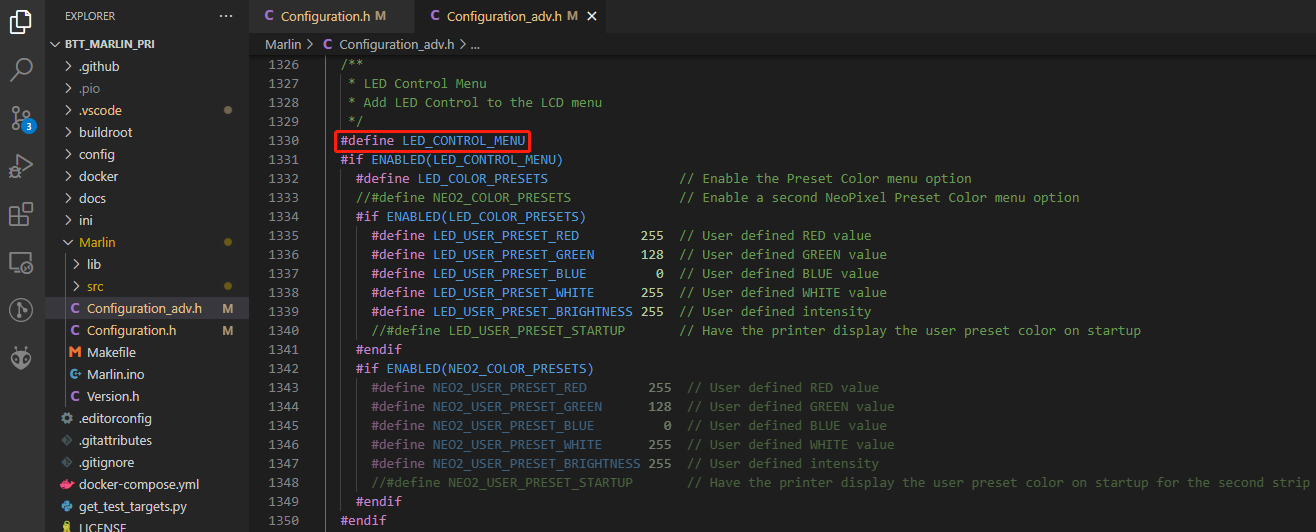 EXPLORER
···
BTT_MARLIN_PRI
.github
.pio
.vscode
buildroot
config
docker
docs
ini
Marlin
lib
src
C Configuration_adv.h M
C Configuration.h M
Makefile
Marlin.ino
C Version.h
.editorconfig
.gitattributes
.gitignore
docker-compose.yml
get_test_targets.py
LICENSE
3
C Configuration.h M
C Configuration_adv.h M
Marlin > C Configuration_adv.h > ...
1326 /**
1327 * LED Control Menu
1328 * Add LED Control to the LCD menu
1329 */
1330 #define LED_CONTROL_MENU
1331 #if ENABLED(LED_CONTROL_MENU)
1332 #define LED_COLOR_PRESETS // Enable the Preset Color menu option
1333 //#define NEO2_COLOR_PRESETS // Enable a second NeoPixel Preset Color menu option
1334 #if ENABLED(LED_COLOR_PRESETS)
1335 #define LED_USER_PRESET_RED 255 // User defined RED value
1336 #define LED_USER_PRESET_GREEN 128 // User defined GREEN value
1337 #define LED_USER_PRESET_BLUE 0 // User defined BLUE value
1338 #define LED_USER_PRESET_WHITE 255 // User defined WHITE value
1339 #define LED_USER_PRESET_BRIGHTNESS 255 // User defined intensity
1340 //#define LED_USER_PRESET_STARTUP // Have the printer display the user preset color on startup
1341 #endif
1342 #if ENABLED(NEO2_COLOR_PRESETS)
1343 #define NEO2_USER_PRESET_RED 255 // User defined RED value
1344 #define NEO2_USER_PRESET_GREEN 128 // User defined GREEN value
1345 #define NEO2_USER_PRESET_BLUE 0 // User defined BLUE value
1346 #define NEO2_USER_PRESET_WHITE 255 // User defined WHITE value
1347 #define NEO2_USER_PRESET_BRIGHTNESS 255 // User defined intensity
1348 //#define NEO2_USER_PRESET_STARTUP // Have the printer display the user preset color on startup for the second strip
1349 #endif
1350 #endif